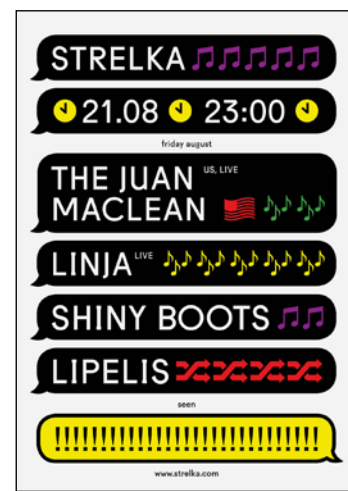 STRELKA
21.08 23:00
friday august
THE JUAN US, LIVE
MACLEAN
LINJA LIVE
SHINY BOOTS
LIPELIS
seen
!!!!!!!!!!!!!!!!!!!!!!!!!!!!
www.strelka.com